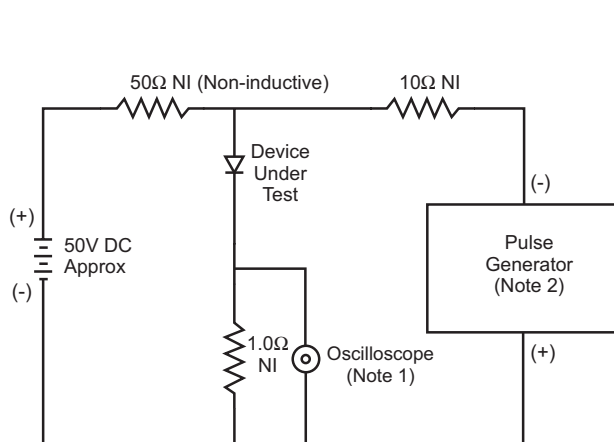 50Ω NI (Non-inductive)
10Ω NI
Device
Under
Test
(-)
(+)
50V DC
Approx
(-)
Pulse
Generator
(Note 2)
1.0Ω
NI
Oscilloscope
(Note 1)
(+)